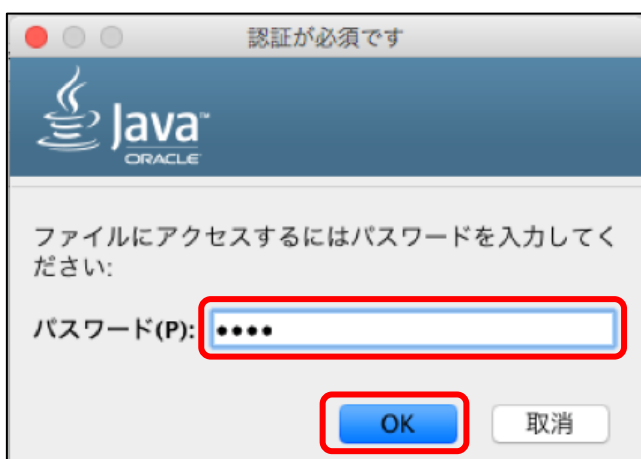 認証が必須です
Java™
ORACLE
ファイルにアクセスするにはパスワードを入力してく
ださい:
パスワード(P): ••••
OK 取消